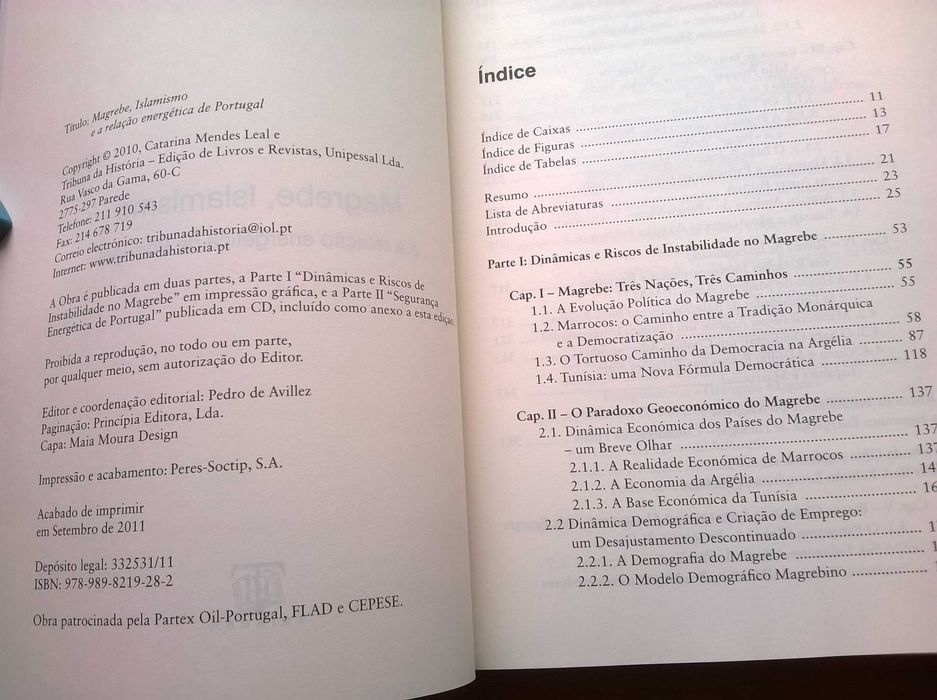 Título: Magrebe, Islamismo
e a relação energética de Portugal
Copyright © 2010, Catarina Mendes Leal e
Tribuna da História – Edição de Livros e Revistas, Unipessal Lda.
Rua Vasco da Gama, 60-C
2775-297 Parede
Telefone: 211 910 543
Fax: 214 678 719
Correio electrónico: tribunadahistoria@iol.pt
Internet: www.tribunadahistoria.pt
A Obra é publicada em duas partes, a Parte I “Dinâmicas e Riscos de
Instabilidade no Magrebe” em impressão gráfica, e a Parte II “Segurança
Energética de Portugal” publicada em CD, incluído como anexo a esta edição.
Proibida a reprodução, no todo ou em parte,
por qualquer meio, sem autorização do Editor.
Editor e coordenação editorial: Pedro de Avillez
Paginação: Princípia Editora, Lda.
Capa: Maia Moura Design
Impressão e acabamento: Peres-Soctip, S.A.
Acabado de imprimir
em Setembro de 2011
Depósito legal: 332531/11
ISBN: 978-989-8219-28-2
Obra patrocinada pela Partex Oil-Portugal, FLAD e CEPESE.
Índice
Índice de Caixas 11
Índice de Figuras 13
Índice de Tabelas 17
Resumo 21
Lista de Abreviaturas 23
Introdução 25
Parte I: Dinâmicas e Riscos de Instabilidade no Magrebe 53
Cap. I – Magrebe: Três Nações, Três Caminhos 55
1.1. A Evolução Política do Magrebe 55
1.2. Marrocos: o Caminho entre a Tradição Monárquica
e a Democratização 58
1.3. O Tortuoso Caminho da Democracia na Argélia 87
1.4. Tunísia: uma Nova Fórmula Democrática 118
Cap. II – O Paradoxo Geoeconómico do Magrebe 137
2.1. Dinâmica Económica dos Países do Magrebe
– um Breve Olhar 137
2.1.1. A Realidade Económica de Marrocos 137
2.1.2. A Economia da Argélia 14
2.1.3. A Base Económica da Tunísia 16
2.2 Dinâmica Demográfica e Criação de Emprego:
um Desajustamento Descontinuado 1
2.2.1. A Demografia do Magrebe
2.2.2. O Modelo Demográfico Magrebino